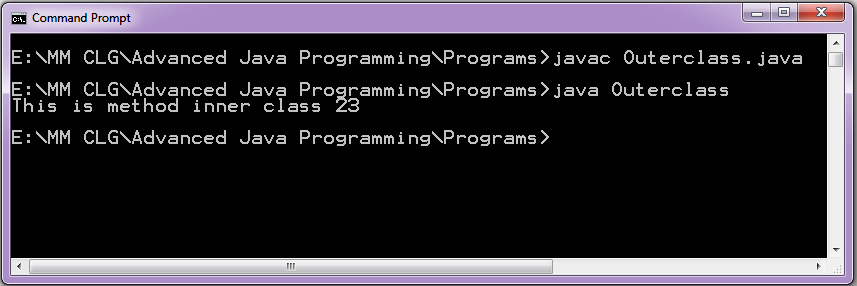 Command Prompt
E:\MM CLG\Advanced Java Programming\Programs>javac Outerclass.java
E:\MM CLG\Advanced Java Programming\Programs>java Outerclass
This is method inner class 23
E:\MM CLG\Advanced Java Programming\Programs>